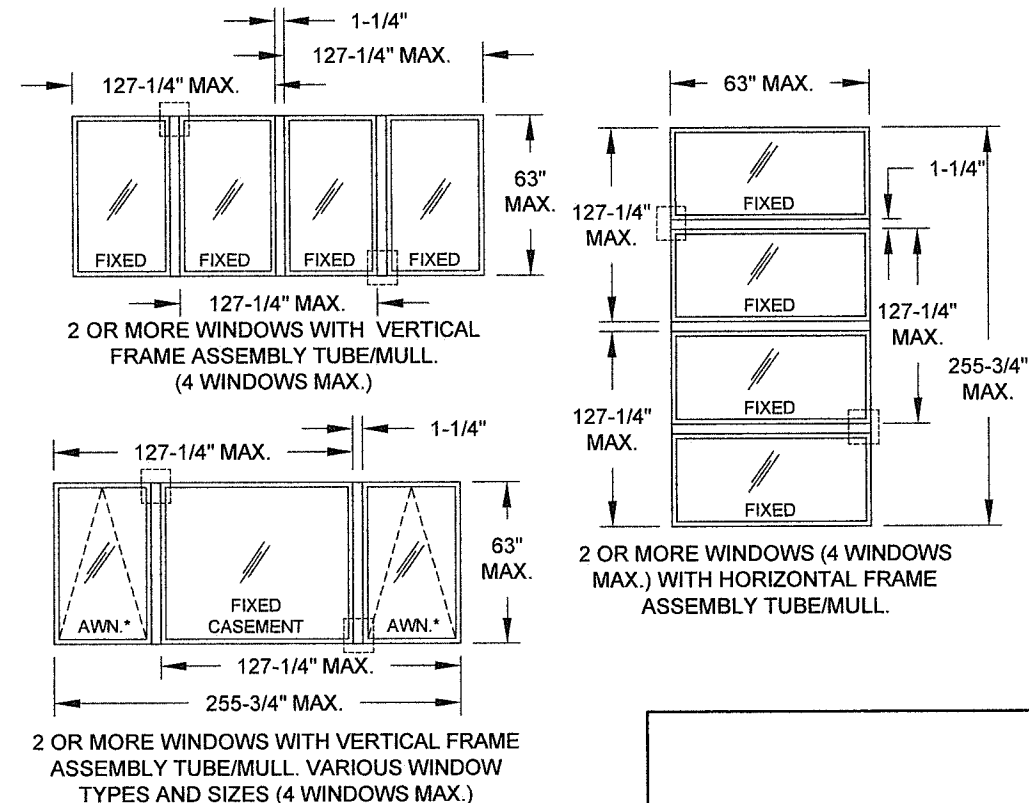 1-1/4"
127-1/4" MAX.
127-1/4" MAX.
63"
MAX.
FIXED FIXED FIXED FIXED
127-1/4" MAX.
2 OR MORE WINDOWS WITH VERTICAL
FRAME ASSEMBLY TUBE/MULL.
(4 WINDOWS MAX.)
1-1/4"
127-1/4" MAX.
63"
MAX.
AWN.*
FIXED
CASEMENT
AWN.*
127-1/4" MAX.
255-3/4" MAX.
2 OR MORE WINDOWS WITH VERTICAL FRAME
ASSEMBLY TUBE/MULL. VARIOUS WINDOW
TYPES AND SIZES (4 WINDOWS MAX.)
63" MAX.
1-1/4"
FIXED
127-1/4"
MAX.
FIXED
127-1/4"
MAX.
255-3/4"
MAX.
FIXED
127-1/4"
MAX.
FIXED
2 OR MORE WINDOWS (4 WINDOWS
MAX.) WITH HORIZONTAL FRAME
ASSEMBLY TUBE/MULL.